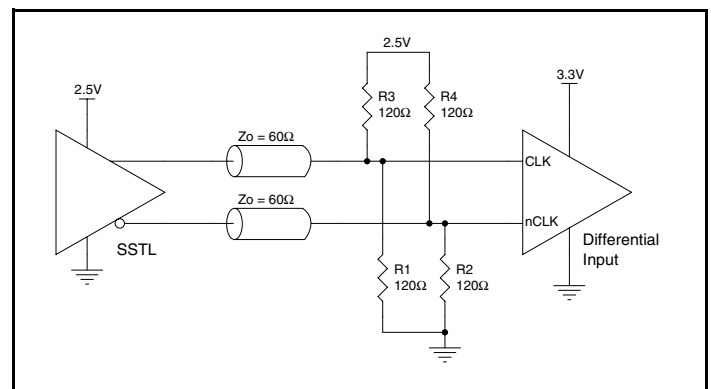 2.5V
2.5V
3.3V
R3
120Ω
R4
120Ω
Zo = 60Ω
CLK
Zo = 60Ω
nCLK
SSTL
Differential
Input
R1
120Ω
R2
120Ω